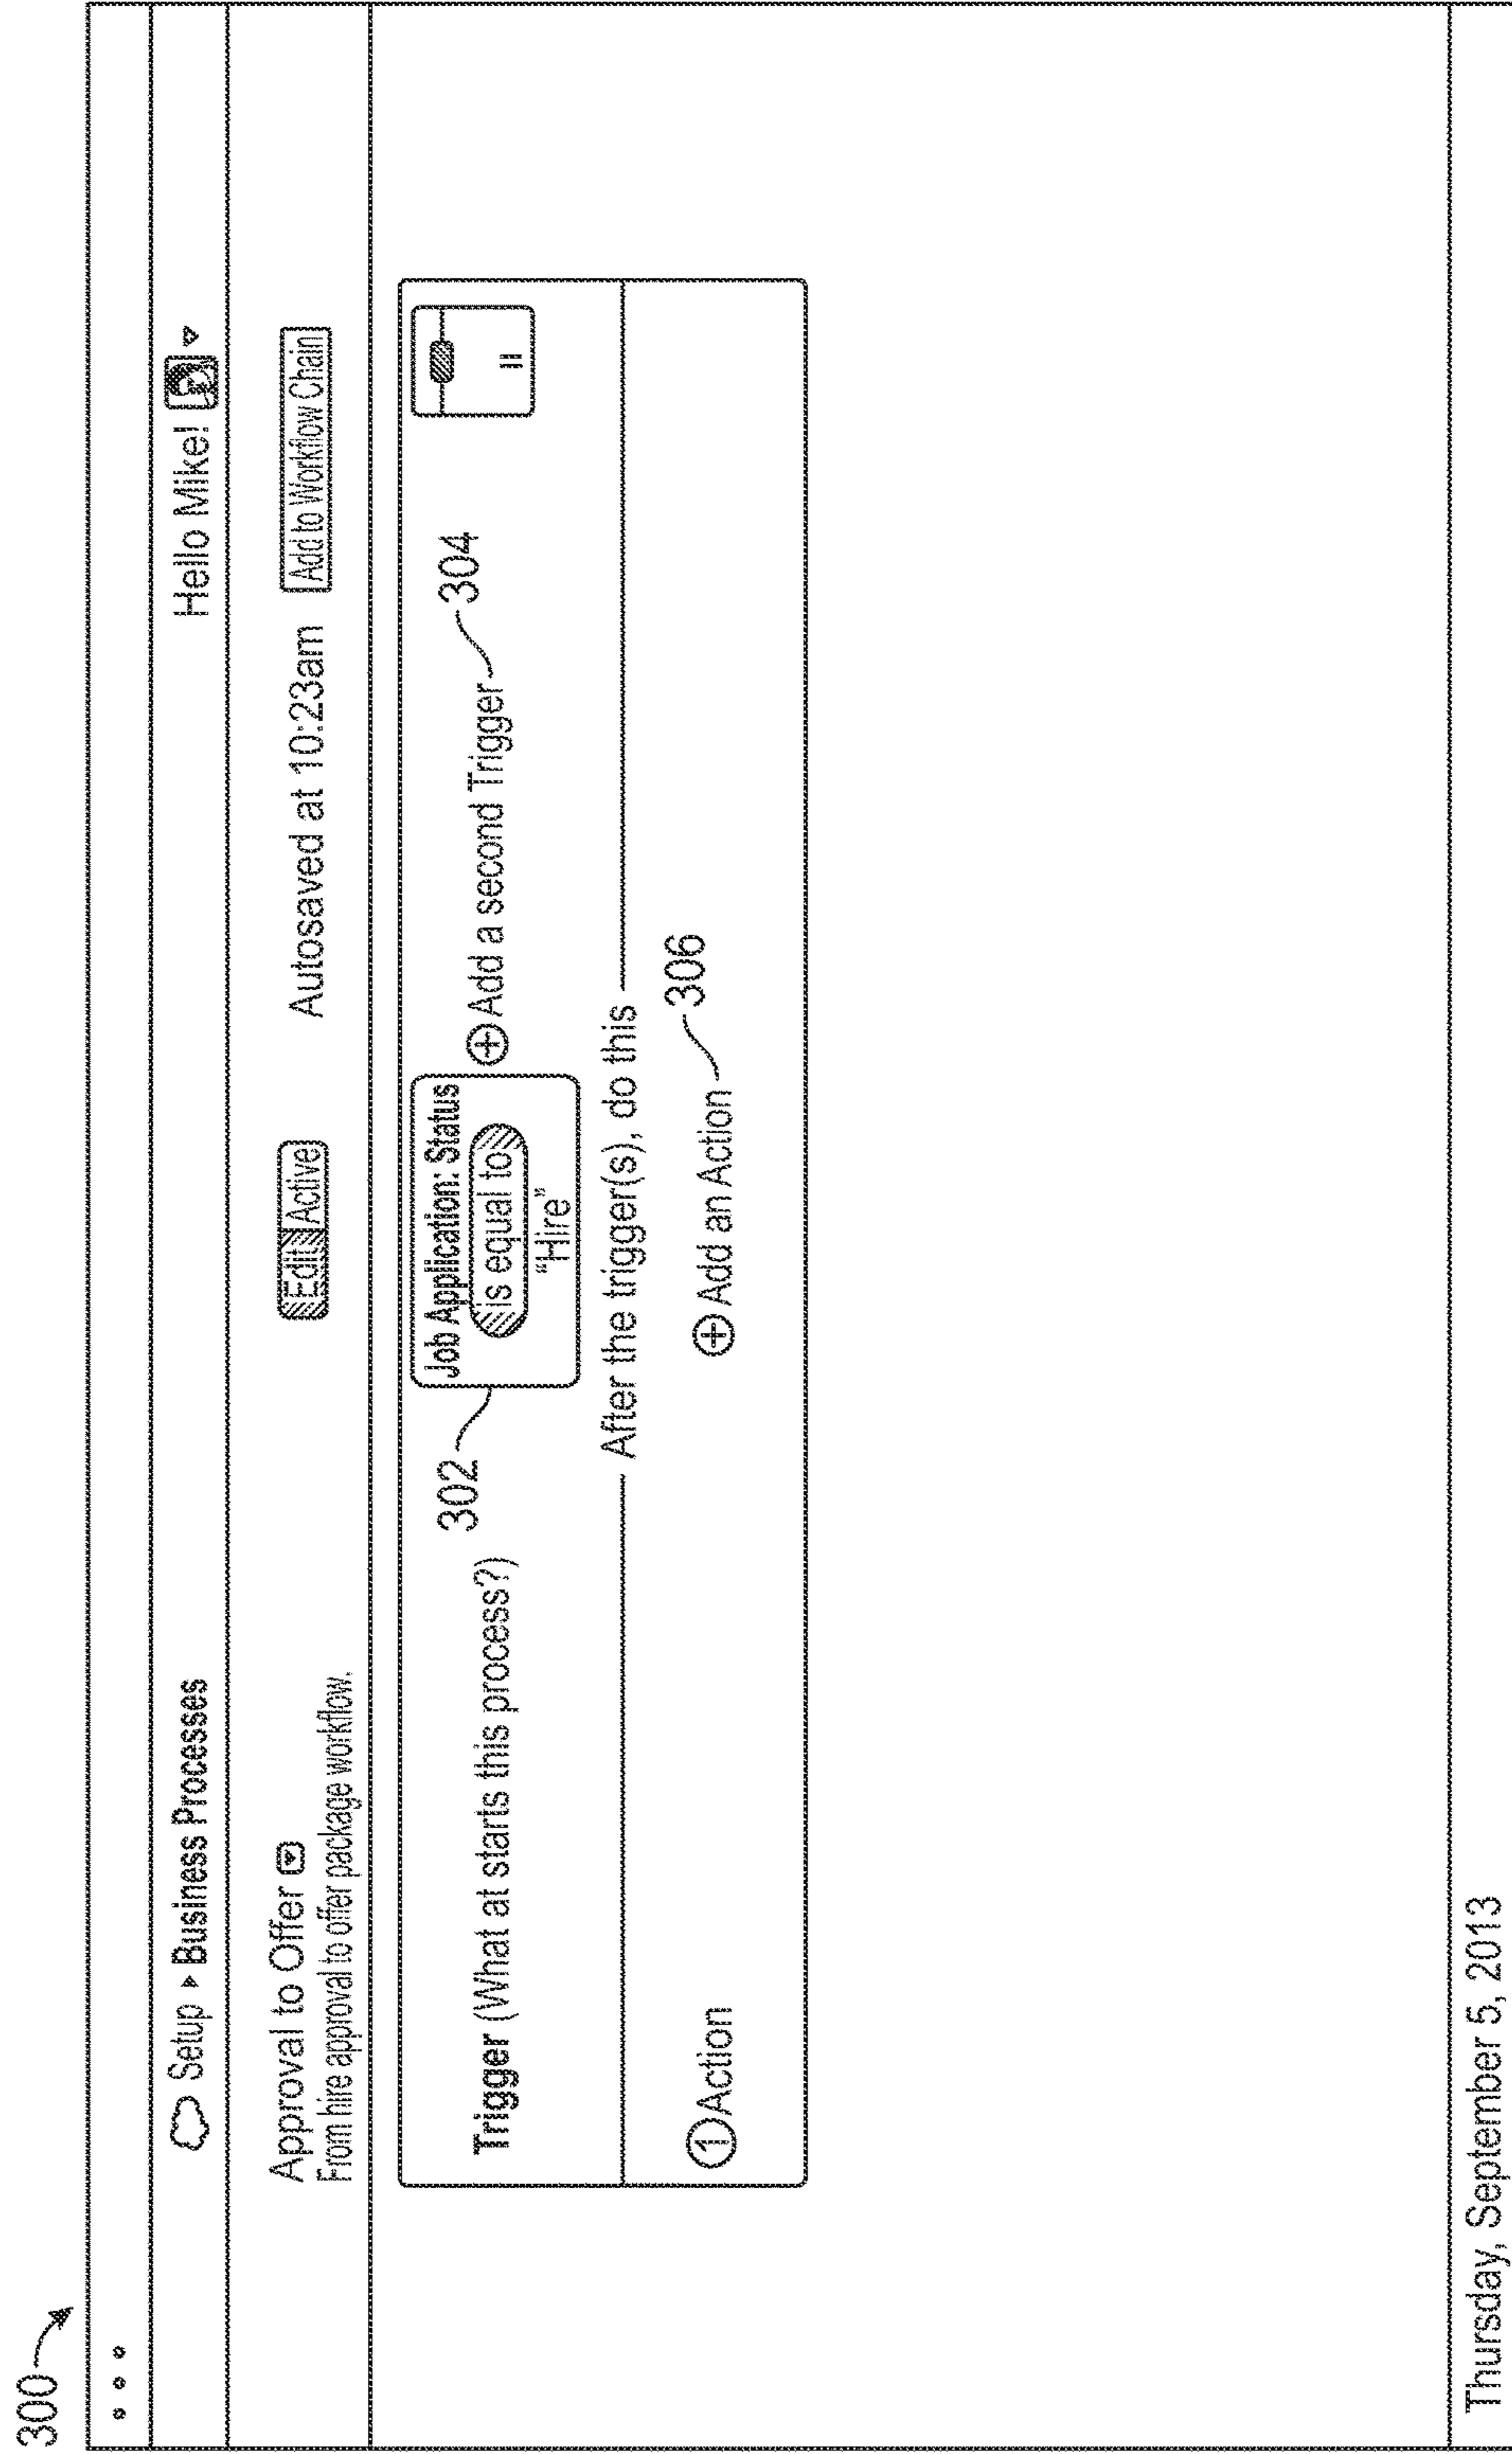 300
Setup ▸ Business Processes
Hello Mike!
Approval to Offer
From hire approval to offer package workflow.
Edit Active
Autosaved at 10:23am
Add to Workflow Chain
Trigger (What at starts this process?)
302
Job Application: Status
is equal to
“Hire”
+ Add a second Trigger
304
After the trigger(s), do this
1 Action
+ Add an Action
306
Thursday, September 5, 2013